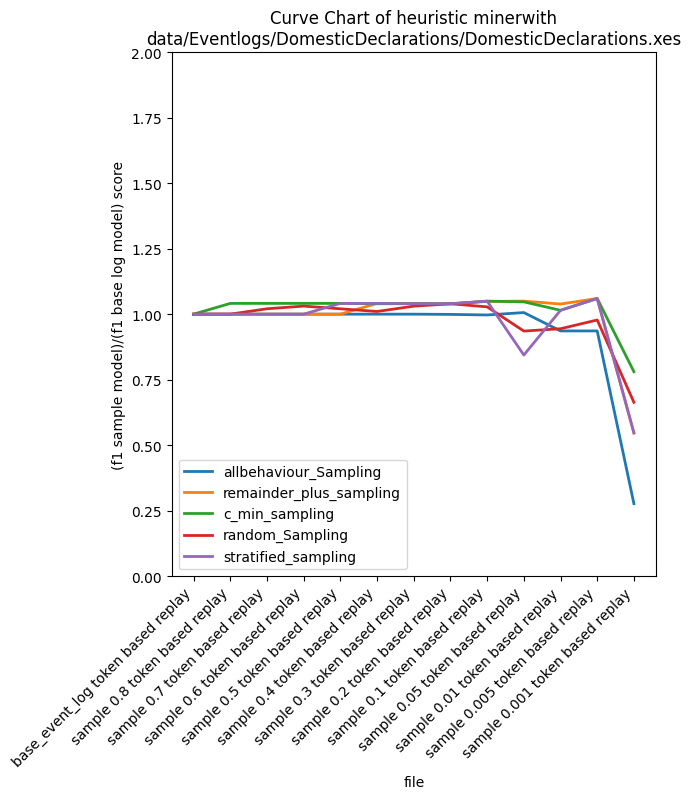 Curve Chart of heuristic minerwith
data/Eventlogs/DomesticDeclarations/DomesticDeclarations.xes
(f1 sample model)/(f1 base log model) score
2.00
1.75
1.50
1.25
1.00
0.75
0.50
0.25
0.00
allbehaviour_Sampling
remainder_plus_sampling
c_min_sampling
random_Sampling
stratified_sampling
base_event_log token based replay
sample 0.8 token based replay
sample 0.7 token based replay
sample 0.6 token based replay
sample 0.5 token based replay
sample 0.4 token based replay
sample 0.3 token based replay
sample 0.2 token based replay
sample 0.1 token based replay
sample 0.05 token based replay
sample 0.01 token based replay
sample 0.005 token based replay
sample 0.001 token based replay
file